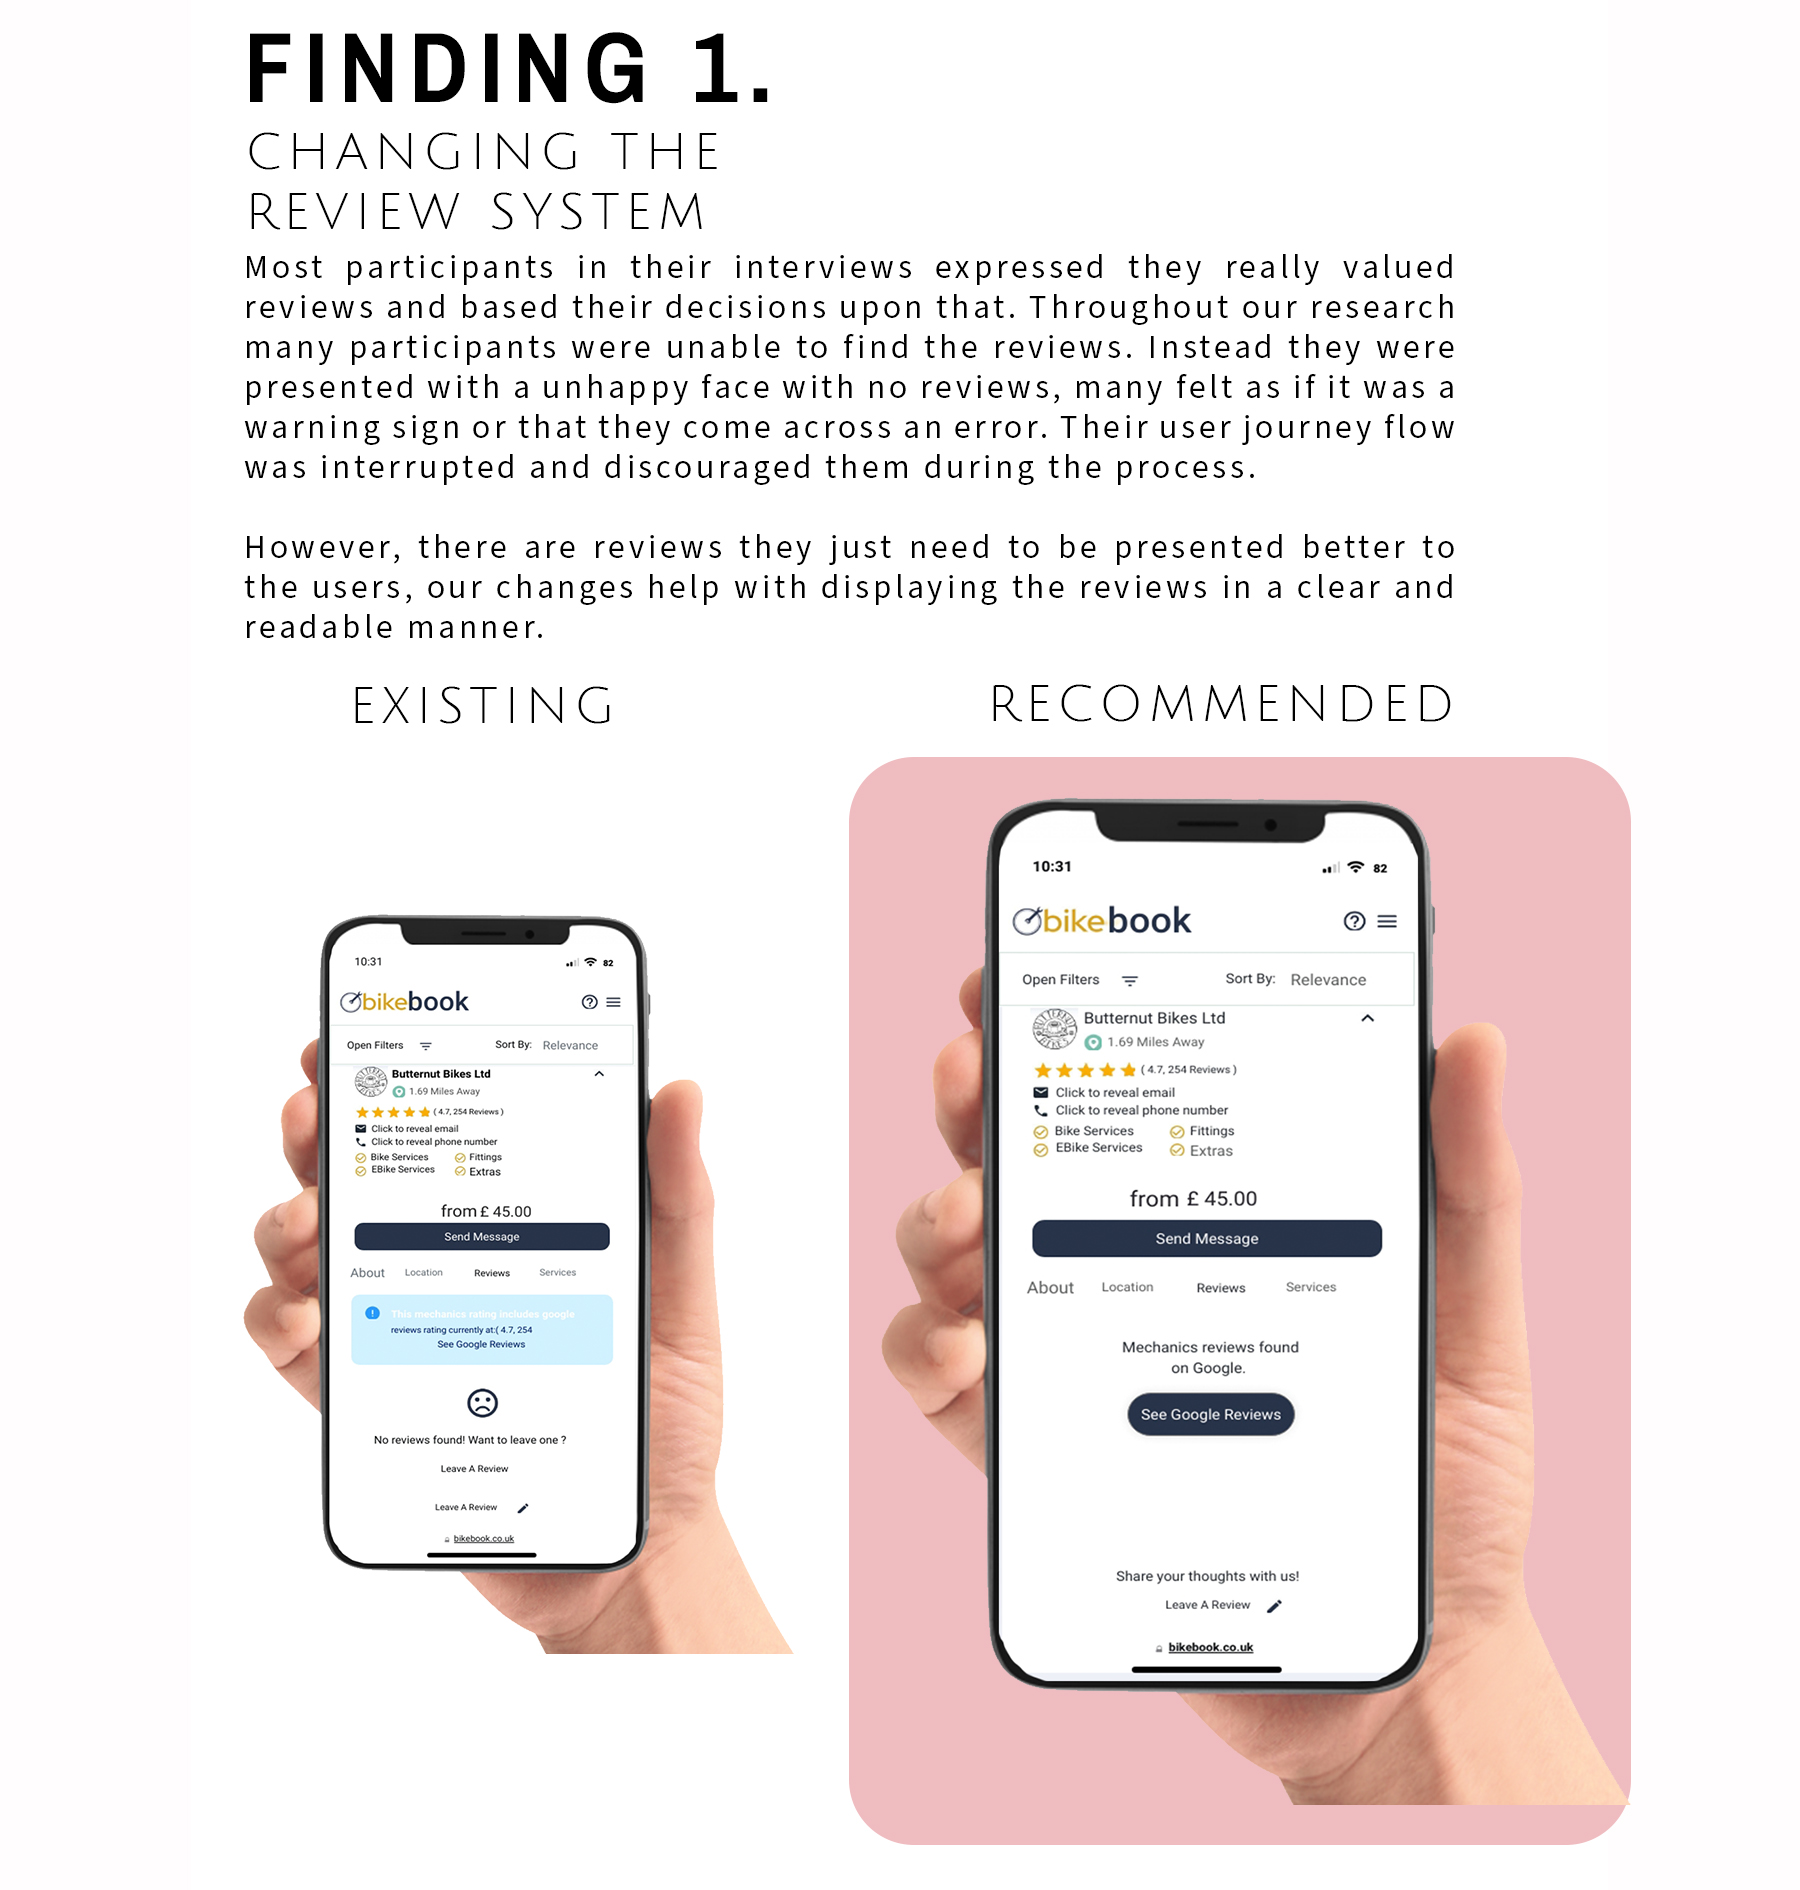 FINDING 1.
CHANGING THE
REVIEW SYSTEM
Most participants in their interviews expressed they really valued
reviews and based their decisions upon that. Throughout our research
many participants were unable to find the reviews. Instead they were
presented with a unhappy face with no reviews, many felt as if it was a
warning sign or that they come across an error. Their user journey flow
was interrupted and discouraged them during the process.
However, there are reviews they just need to be presented better to
the users, our changes help with displaying the reviews in a clear and
readable manner.
EXISTING
10:31
82
bikebook
Open Filters
Sort By: Relevance
BUTTERNUT BIKES
Butternut Bikes Ltd
1.69 Miles Away
( 4.7, 254 Reviews )
Click to reveal email
Click to reveal phone number
Bike Services
Fittings
EBike Services
Extras
from £ 45.00
Send Message
About Location Reviews Services
This mechanics rating includes google
reviews rating currently at:( 4.7, 254
See Google Reviews
No reviews found! Want to leave one ?
Leave A Review
Leave A Review
bikebook.co.uk
RECOMMENDED
10:31
82
bikebook
Open Filters
Sort By: Relevance
BUTTERNUT BIKES
Butternut Bikes Ltd
1.69 Miles Away
( 4.7, 254 Reviews )
Click to reveal email
Click to reveal phone number
Bike Services
Fittings
EBike Services
Extras
from £ 45.00
Send Message
About Location Reviews Services
Mechanics reviews found
on Google.
See Google Reviews
Share your thoughts with us!
Leave A Review
bikebook.co.uk